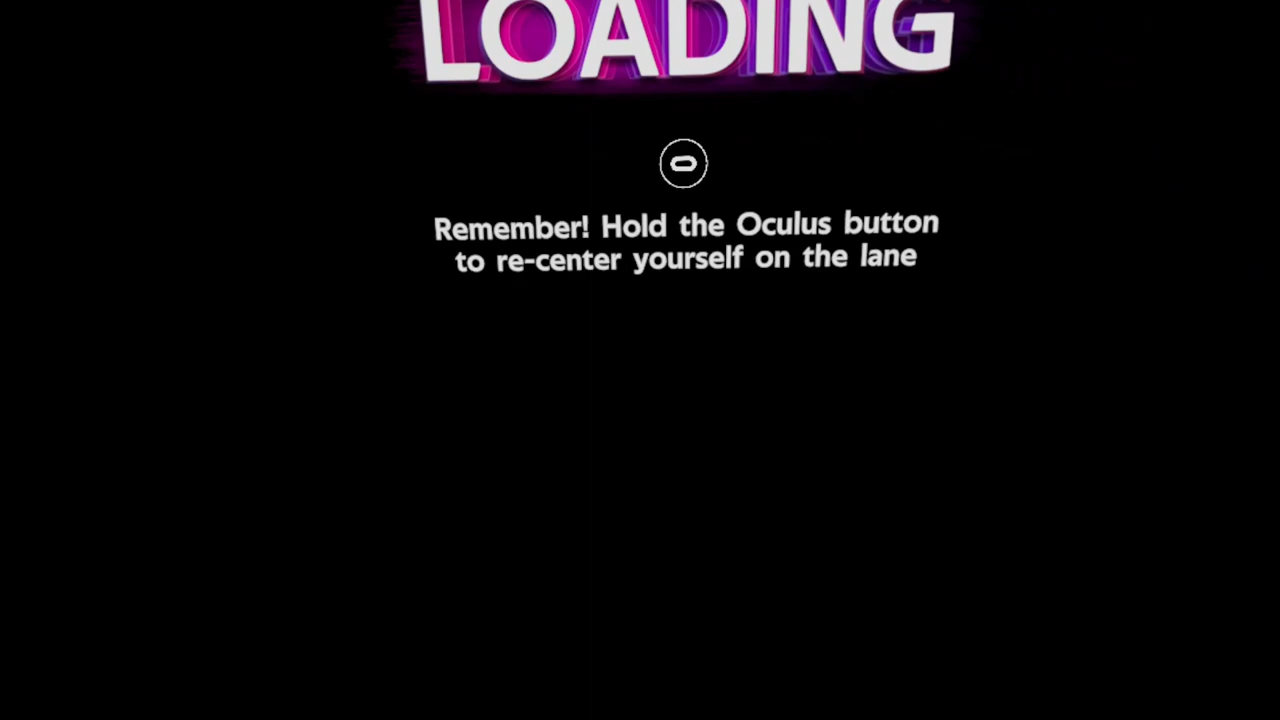 LOADING
Remember! Hold the Oculus button
to re-center yourself on the lane